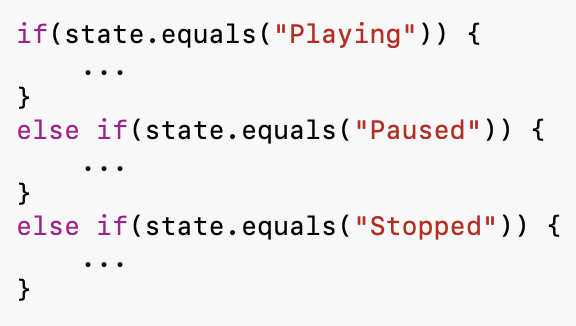 if(state.equals("Playing")) {
    ...
}
else if(state.equals("Paused")) {
    ...
}
else if(state.equals("Stopped")) {
    ...
}